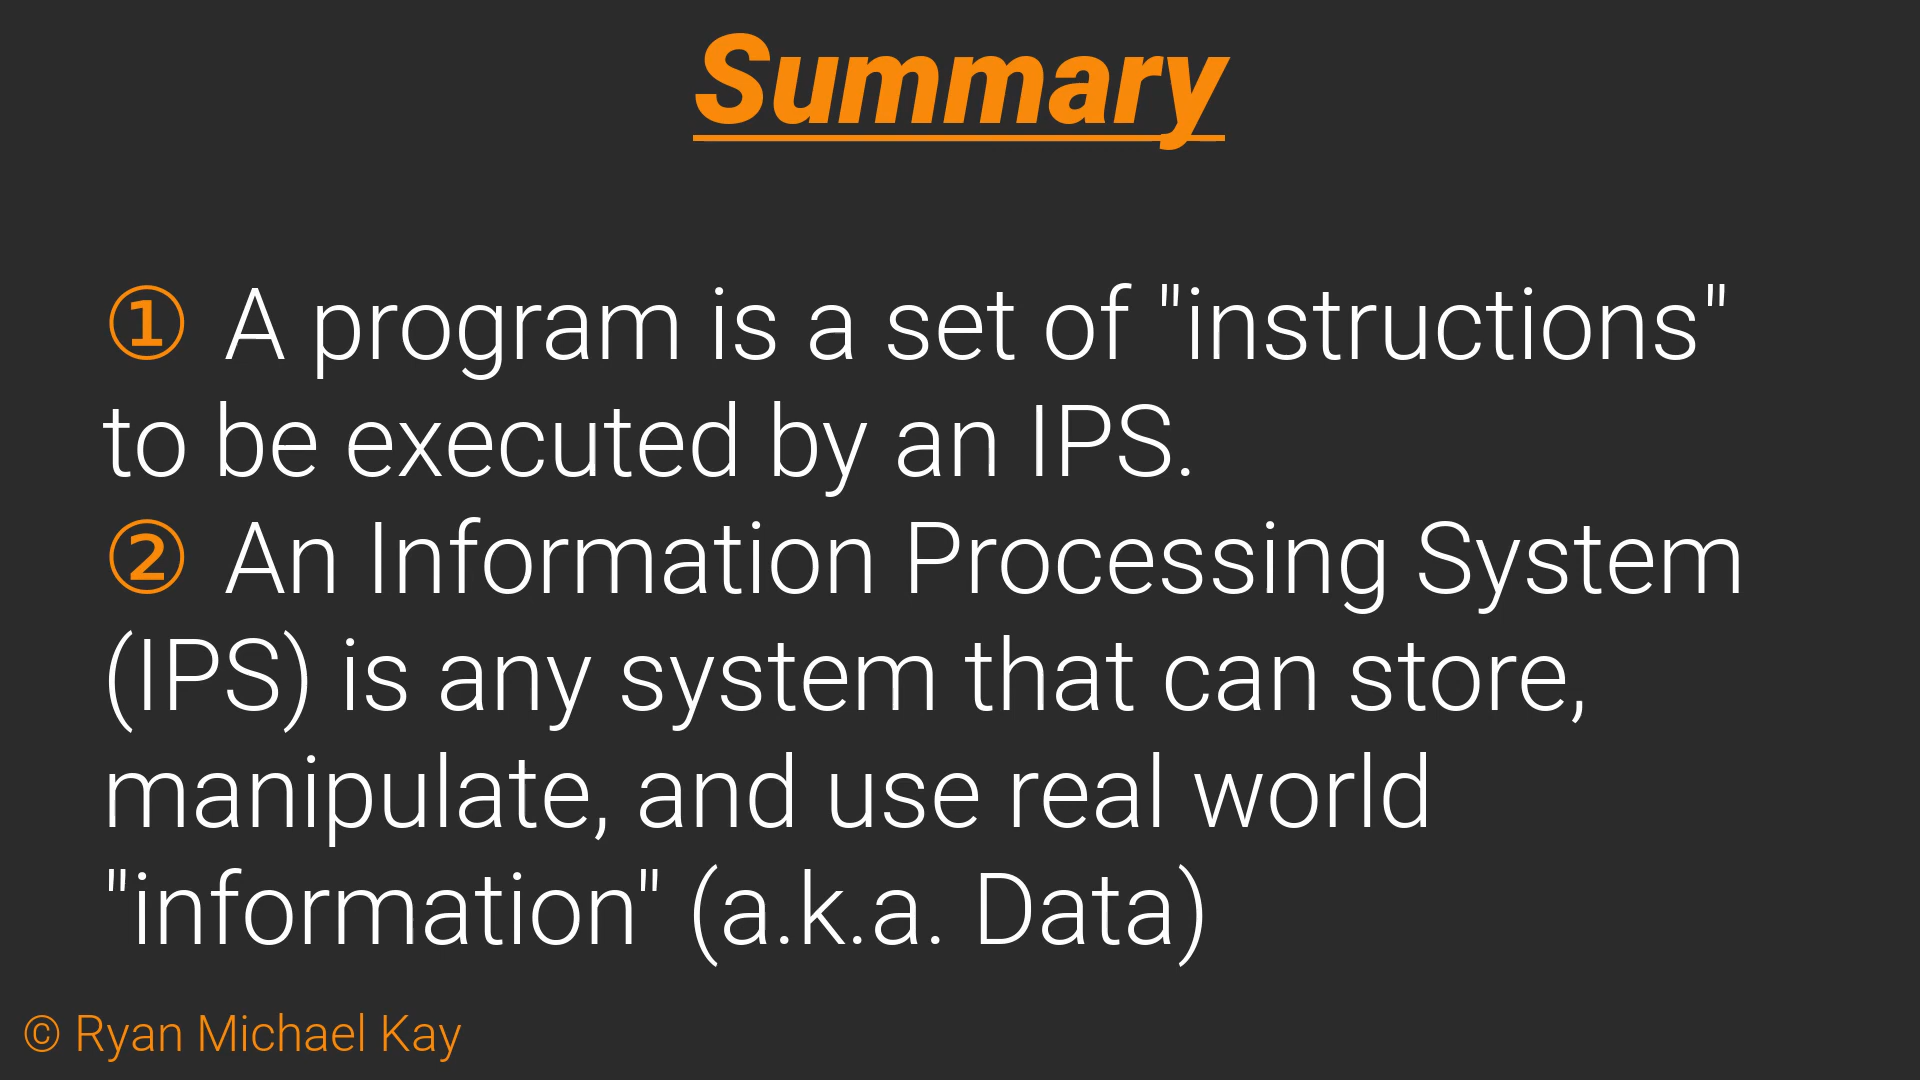 Summary
① A program is a set of "instructions"
to be executed by an IPS.
② An Information Processing System
(IPS) is any system that can store,
manipulate, and use real world
"information" (a.k.a. Data)
© Ryan Michael Kay